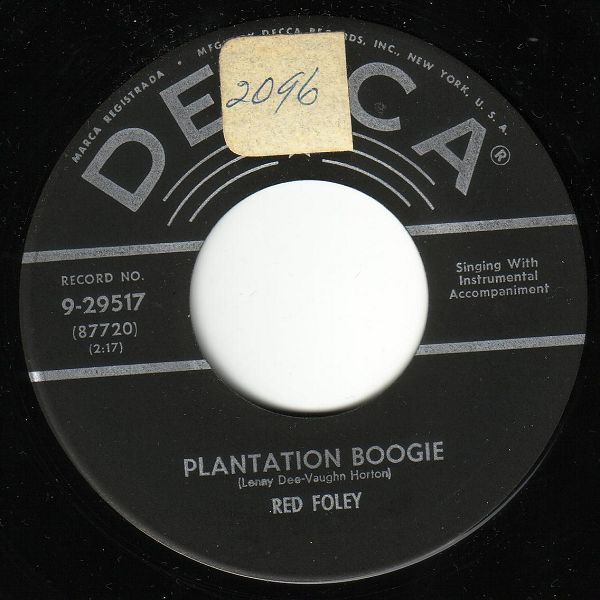 MARCA REGISTRADA • MFG. BY DECCA RECORDS, INC., NEW YORK, U. S. A.
2096
DECCA®
RECORD NO.
9-29517
(87720)
(2:17)
Singing With
Instrumental
Accompaniment
PLANTATION BOOGIE
(Lenny Dee-Vaughn Horton)
RED FOLEY